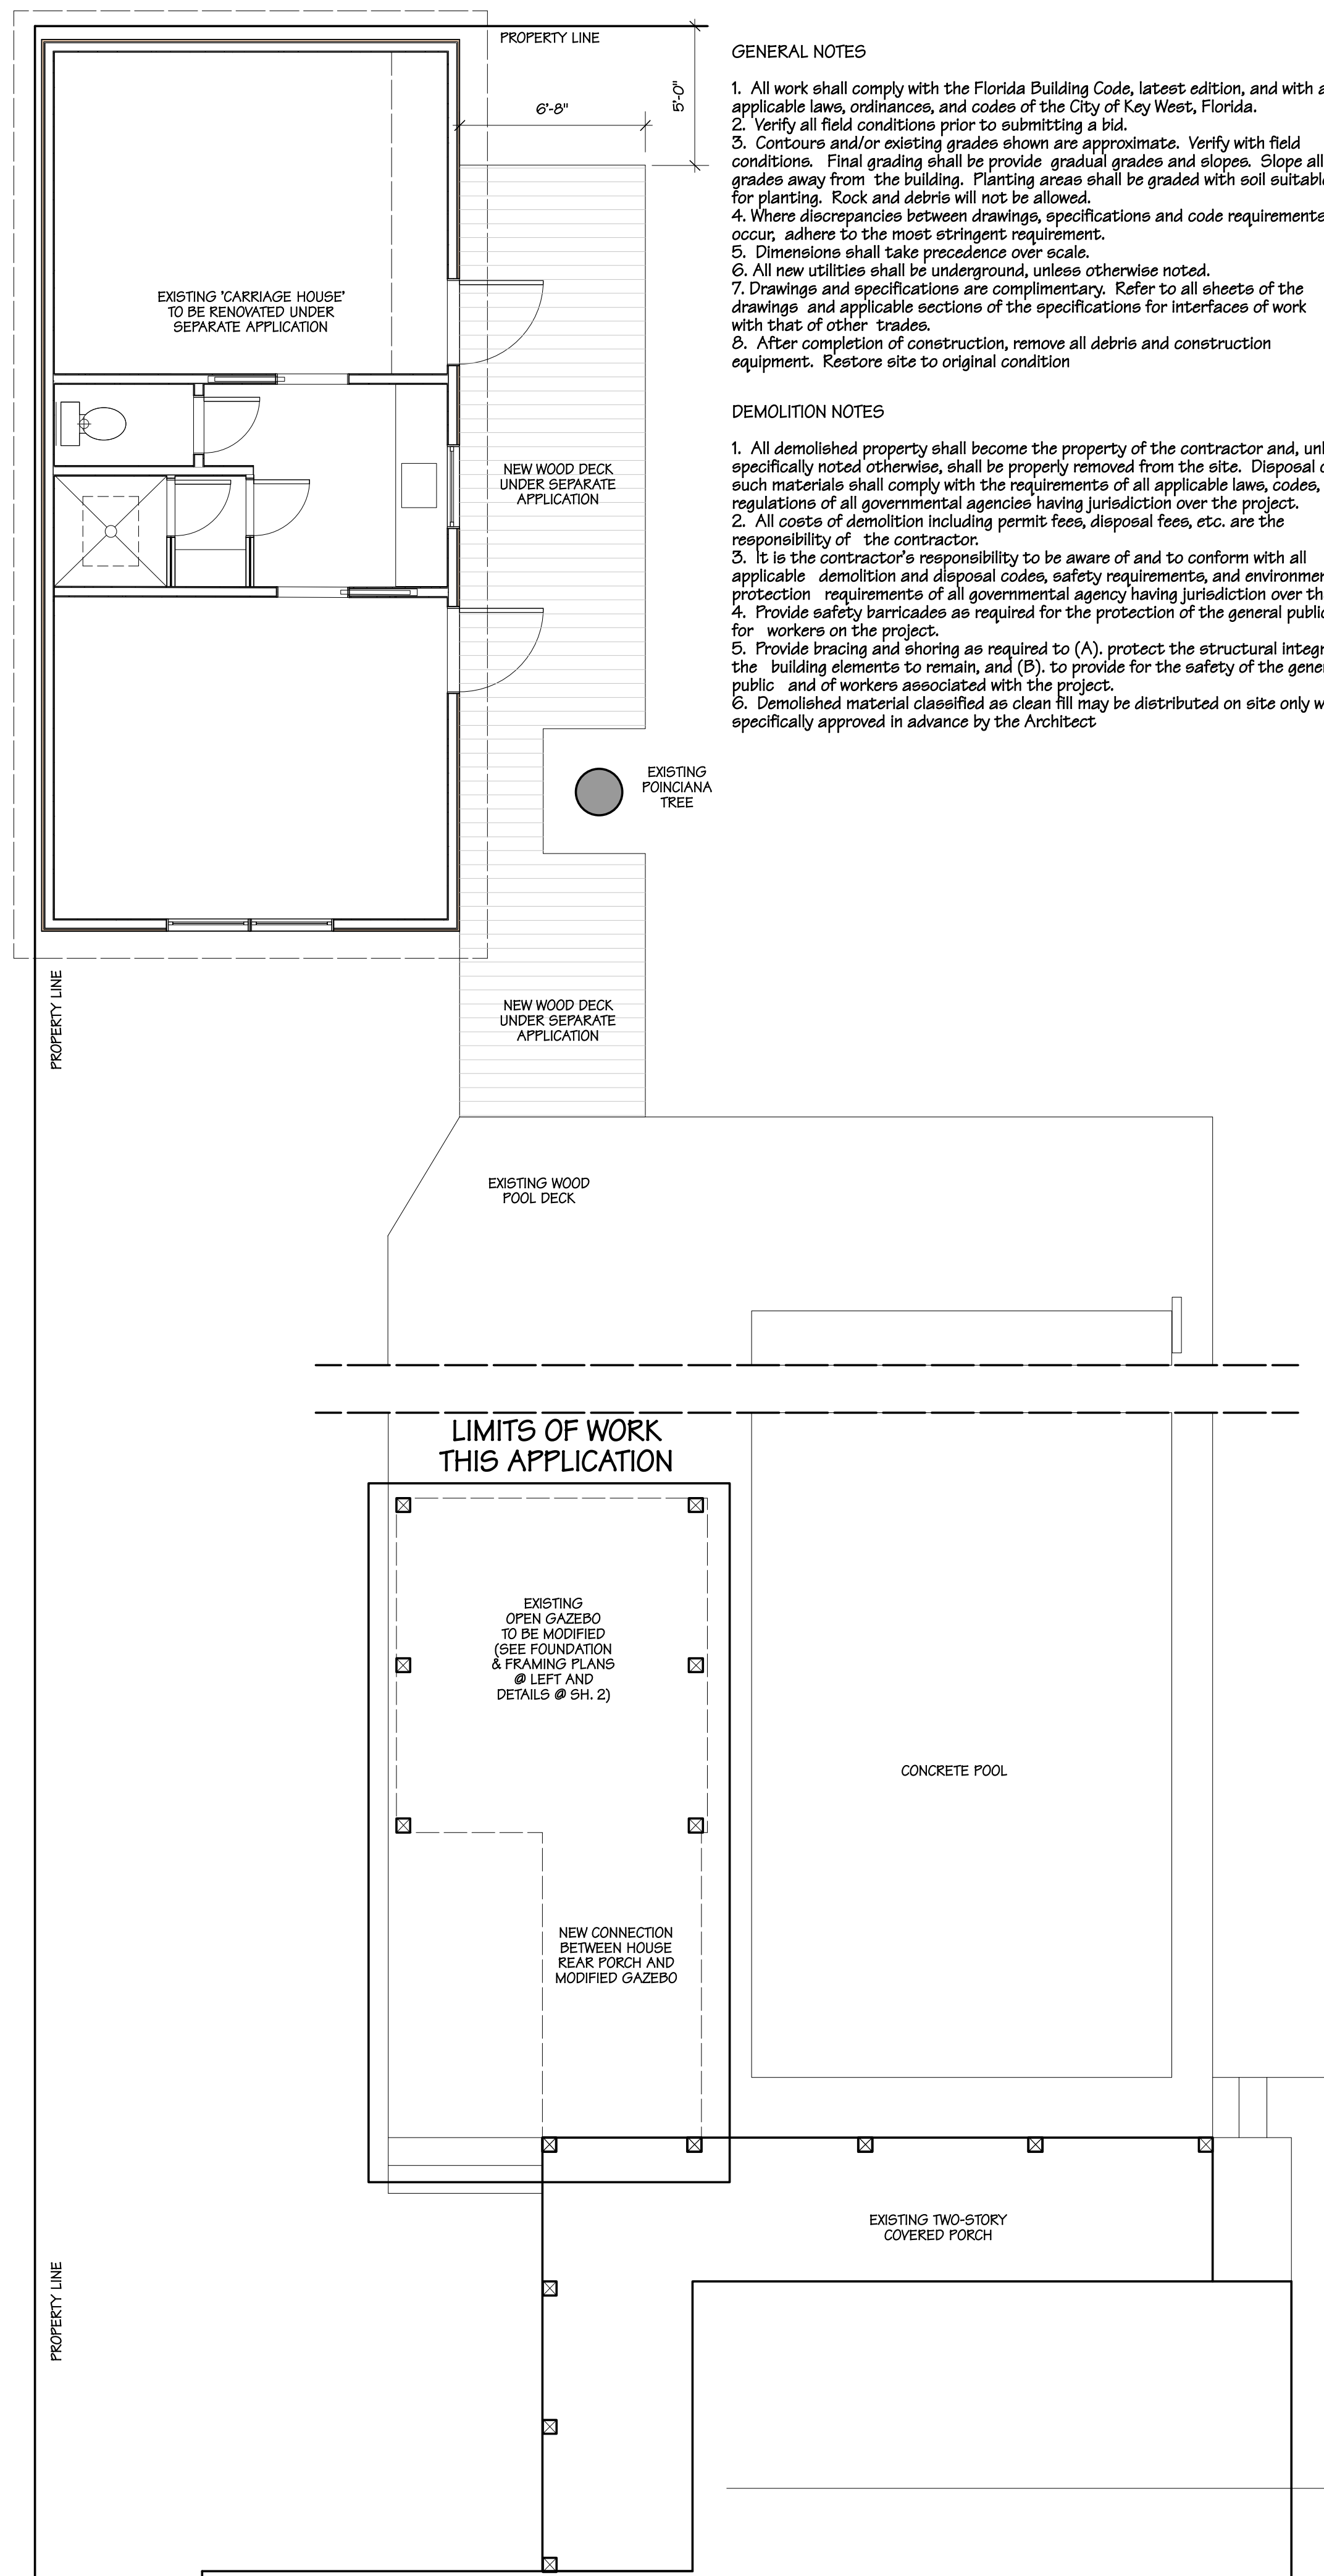 PROPERTY LINE
6'-8"
5'-0"
GENERAL NOTES
1.  All work shall comply with the Florida Building Code, latest edition, and with
applicable laws, ordinances, and codes of the City of Key West, Florida.
2.  Verify all field conditions prior to submitting a bid.
3.  Contours and/or existing grades shown are approximate.  Verify with field
conditions.   Final grading shall be provide  gradual grades and slopes.  Slope all
grades away from  the building.  Planting areas shall be graded with soil suitable
for planting.  Rock and debris will not be allowed.
4. Where discrepancies between drawings, specifications and code requirements
occur,  adhere to the most stringent requirement.
5.  Dimensions shall take precedence over scale.
6. All new utilities shall be underground, unless otherwise noted.
7. Drawings and specifications are complimentary.  Refer to all sheets of the
drawings  and applicable sections of the specifications for interfaces of work
with that of other  trades.
8.  After completion of construction, remove all debris and construction
equipment.  Restore site to original condition
DEMOLITION NOTES
1.  All demolished property shall become the property of the contractor and,
specifically noted otherwise, shall be properly removed from the site.  Disposal
such materials shall comply with the requirements of all applicable laws, codes,
regulations of all governmental agencies having jurisdiction over the project.
2.  All costs of demolition including permit fees, disposal fees, etc. are the
responsibility of   the contractor.
3.  It is the contractor's responsibility to be aware of and to conform with all
applicable   demolition and disposal codes, safety requirements, and
protection   requirements of all governmental agency having jurisdiction over
4.  Provide safety barricades as required for the protection of the general public
for   workers on the project.
5.  Provide bracing and shoring as required to (A). protect the structural
the   building elements to remain, and (B). to provide for the safety of the
public   and of workers associated with the project.
6.  Demolished material classified as clean fill may be distributed on site only
specifically approved in advance by the Architect
EXISTING 'CARRIAGE HOUSE'
TO BE RENOVATED UNDER
SEPARATE APPLICATION
NEW WOOD DECK
UNDER SEPARATE
APPLICATION
EXISTING
POINCIANA
TREE
PROPERTY LINE
NEW WOOD DECK
UNDER SEPARATE
APPLICATION
EXISTING WOOD
POOL DECK
LIMITS OF WORK
THIS APPLICATION
EXISTING
OPEN GAZEBO
TO BE MODIFIED
(SEE FOUNDATION
& FRAMING PLANS
@ LEFT AND
DETAILS @ SH. 2)
CONCRETE POOL
NEW CONNECTION
BETWEEN HOUSE
REAR PORCH AND
MODIFIED GAZEBO
EXISTING TWO-STORY
COVERED PORCH
PROPERTY LINE